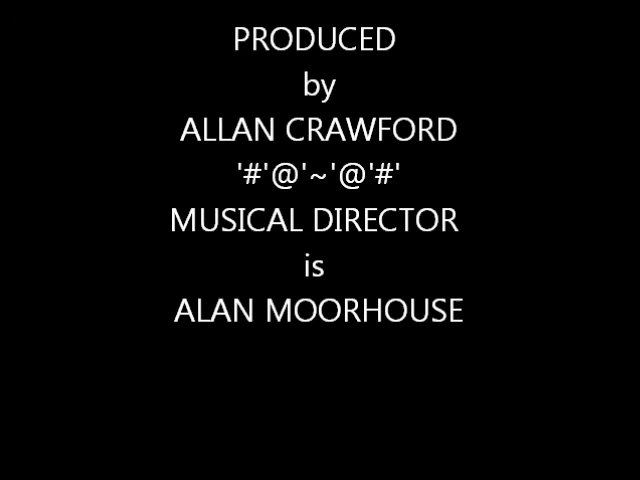 PRODUCED
by
ALLAN CRAWFORD
'#'@'~'@'#'
MUSICAL DIRECTOR
is
ALAN MOORHOUSE